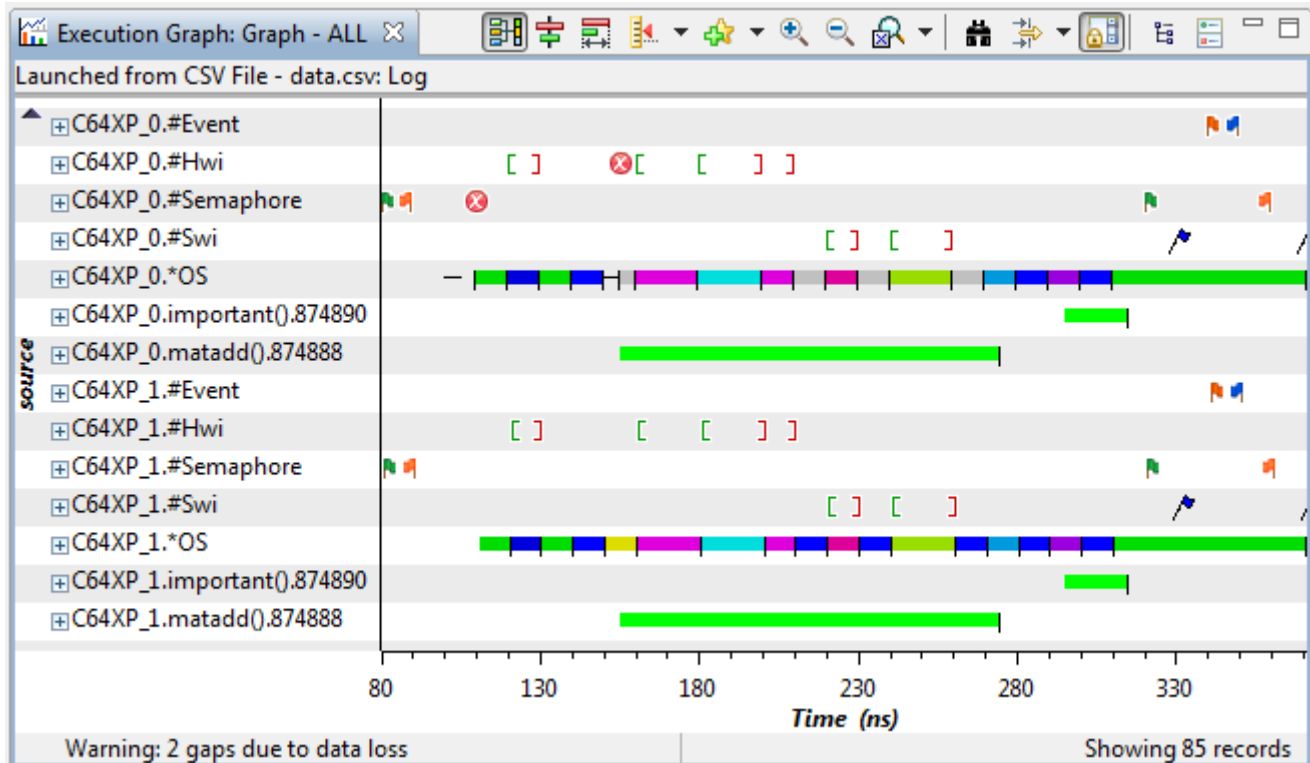 Execution Graph: Graph - ALL
Launched from CSV File - data.csv: Log
C64XP_0.#Event
C64XP_0.#Hwi
C64XP_0.#Semaphore
C64XP_0.#Swi
C64XP_0.*OS
C64XP_0.important().874890
C64XP_0.matadd().874888
source
C64XP_1.#Event
C64XP_1.#Hwi
C64XP_1.#Semaphore
C64XP_1.#Swi
C64XP_1.*OS
C64XP_1.important().874890
C64XP_1.matadd().874888
80 130 180 230 280 330
Time (ns)
Warning: 2 gaps due to data loss Showing 85 records